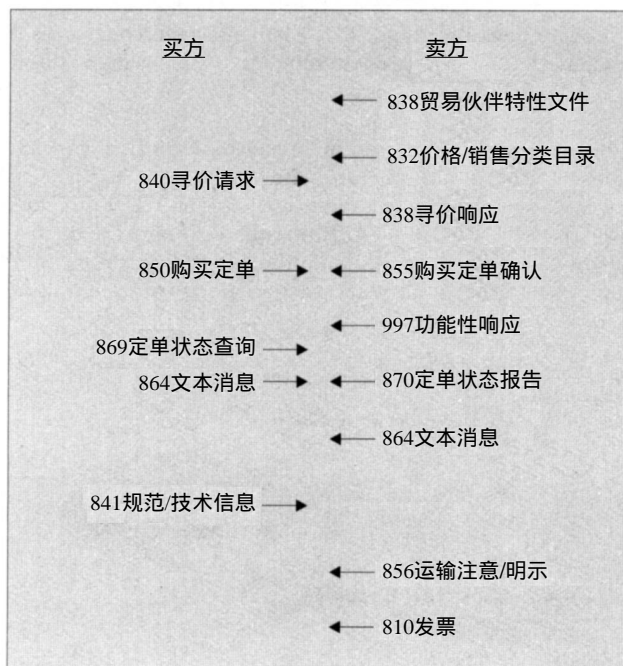 买方
卖方
838贸易伙伴特性文件
832价格/销售分类目录
840寻价请求
838寻价响应
850购买定单
855购买定单确认
997功能性响应
869定单状态查询
864文本消息
870定单状态报告
864文本消息
841规范/技术信息
856运输注意/明示
810发票